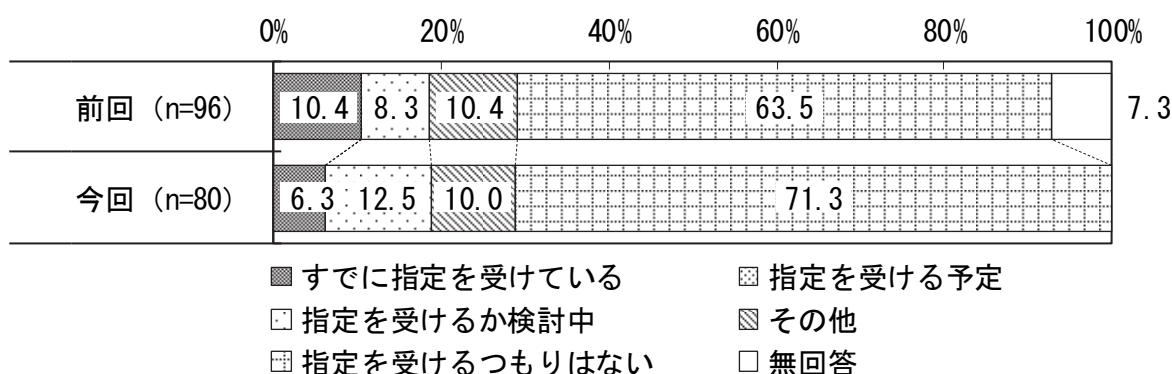 0% 20% 40% 60% 80% 100%
前回 (n=96) 10.4 8.3 10.4 63.5 7.3
今回 (n=80) 6.3 12.5 10.0 71.3
すでに指定を受けている 指定を受ける予定
指定を受けるか検討中 その他
指定を受けるつもりはない 無回答